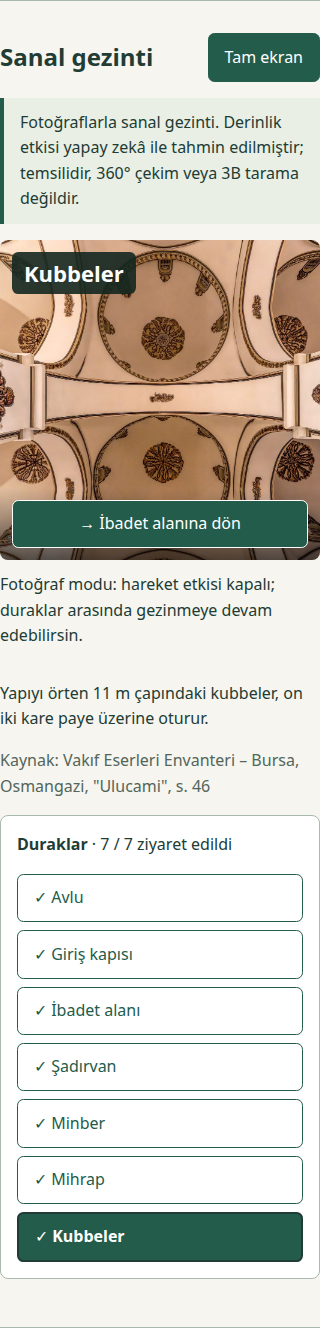 Sanal gezinti
Tam ekran
Fotoğraflarla sanal gezinti. Derinlik
etkisi yapay zekâ ile tahmin edilmiştir;
temsilidir, 360° çekim veya 3B tarama
değildir.
Kubbeler
→ İbadet alanına dön
Fotoğraf modu: hareket etkisi kapalı;
duraklar arasında gezinmeye devam
edebilirsin.
Yapıyı örten 11 m çapındaki kubbeler, on
iki kare paye üzerine oturur.
Kaynak: Vakıf Eserleri Envanteri – Bursa,
Osmangazi, "Ulucami", s. 46
Duraklar · 7 / 7 ziyaret edildi
✓ Avlu
✓ Giriş kapısı
✓ İbadet alanı
✓ Şadırvan
✓ Minber
✓ Mihrap
✓ Kubbeler